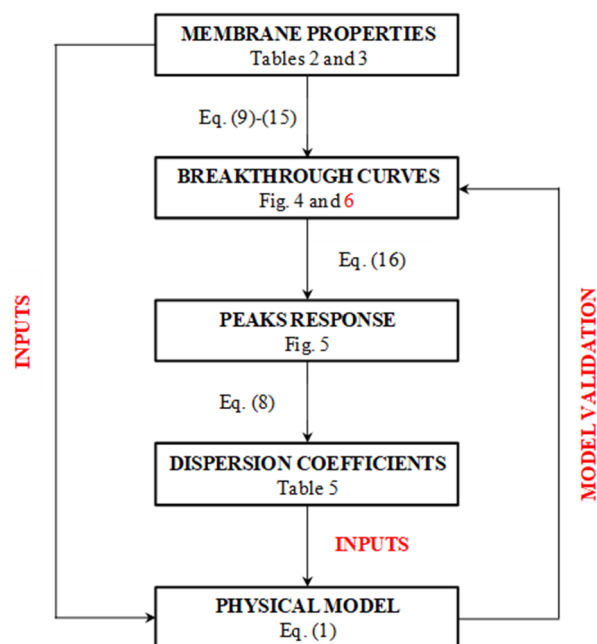 MEMBRANE PROPERTIES
Tables 2 and 3
Eq. (9)-(15)
BREAKTHROUGH CURVES
Fig. 4 and 6
Eq. (16)
PEAKS RESPONSE
Fig. 5
Eq. (8)
DISPERSION COEFFICIENTS
Table 5
INPUTS
PHYSICAL MODEL
Eq. (1)
INPUTS
MODEL VALIDATION